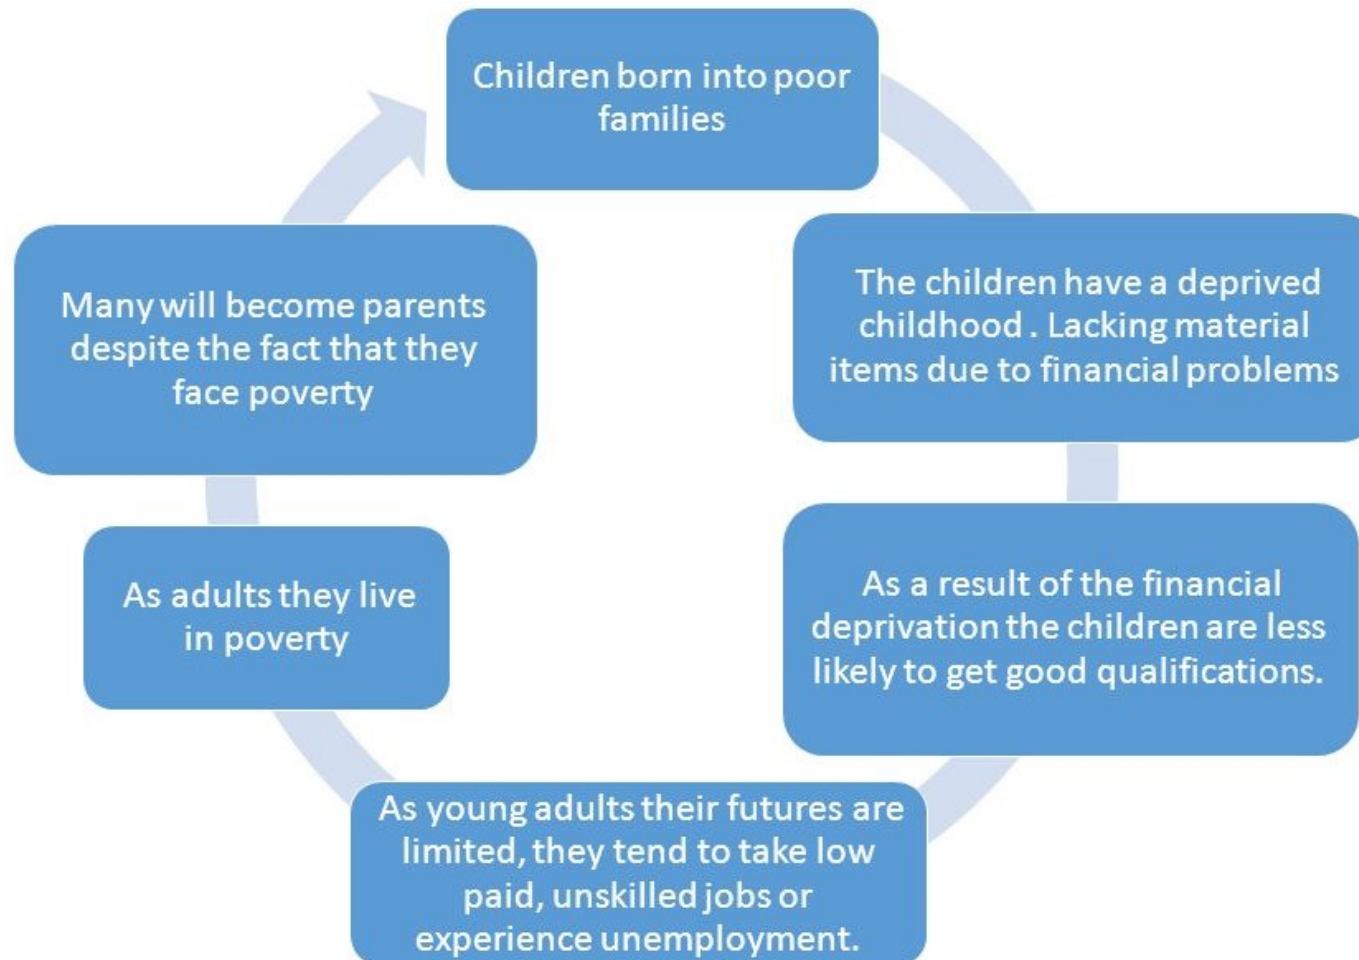 Children born into poor
families
The children have a deprived
childhood . Lacking material
items due to financial problems
As a result of the financial
deprivation the children are less
likely to get good qualifications.
As young adults their futures are
limited, they tend to take low
paid, unskilled jobs or
experience unemployment.
As adults they live
in poverty
Many will become parents
despite the fact that they
face poverty